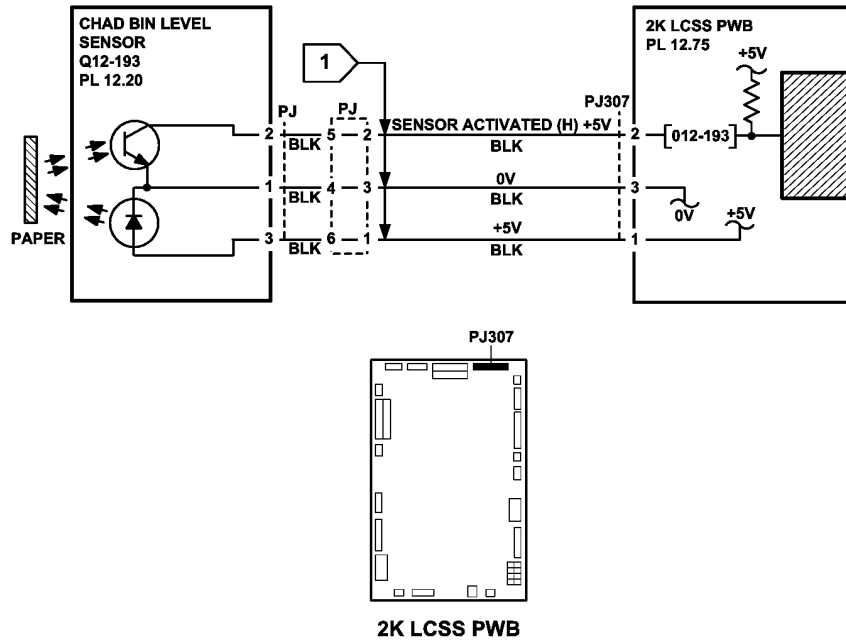 CHAD BIN LEVEL
SENSOR
Q12-193
PL 12.20
1
2K LCSS PWB
PL 12.75
+5V
PJ
PJ
PJ307
2 5 2 SENSOR ACTIVATED (H) +5V 2 012-193
BLK BLK
1 4 3 0V 3
BLK BLK
0V
+5V
+5V
3 6 1 1
BLK BLK
PAPER
PJ307
2K LCSS PWB